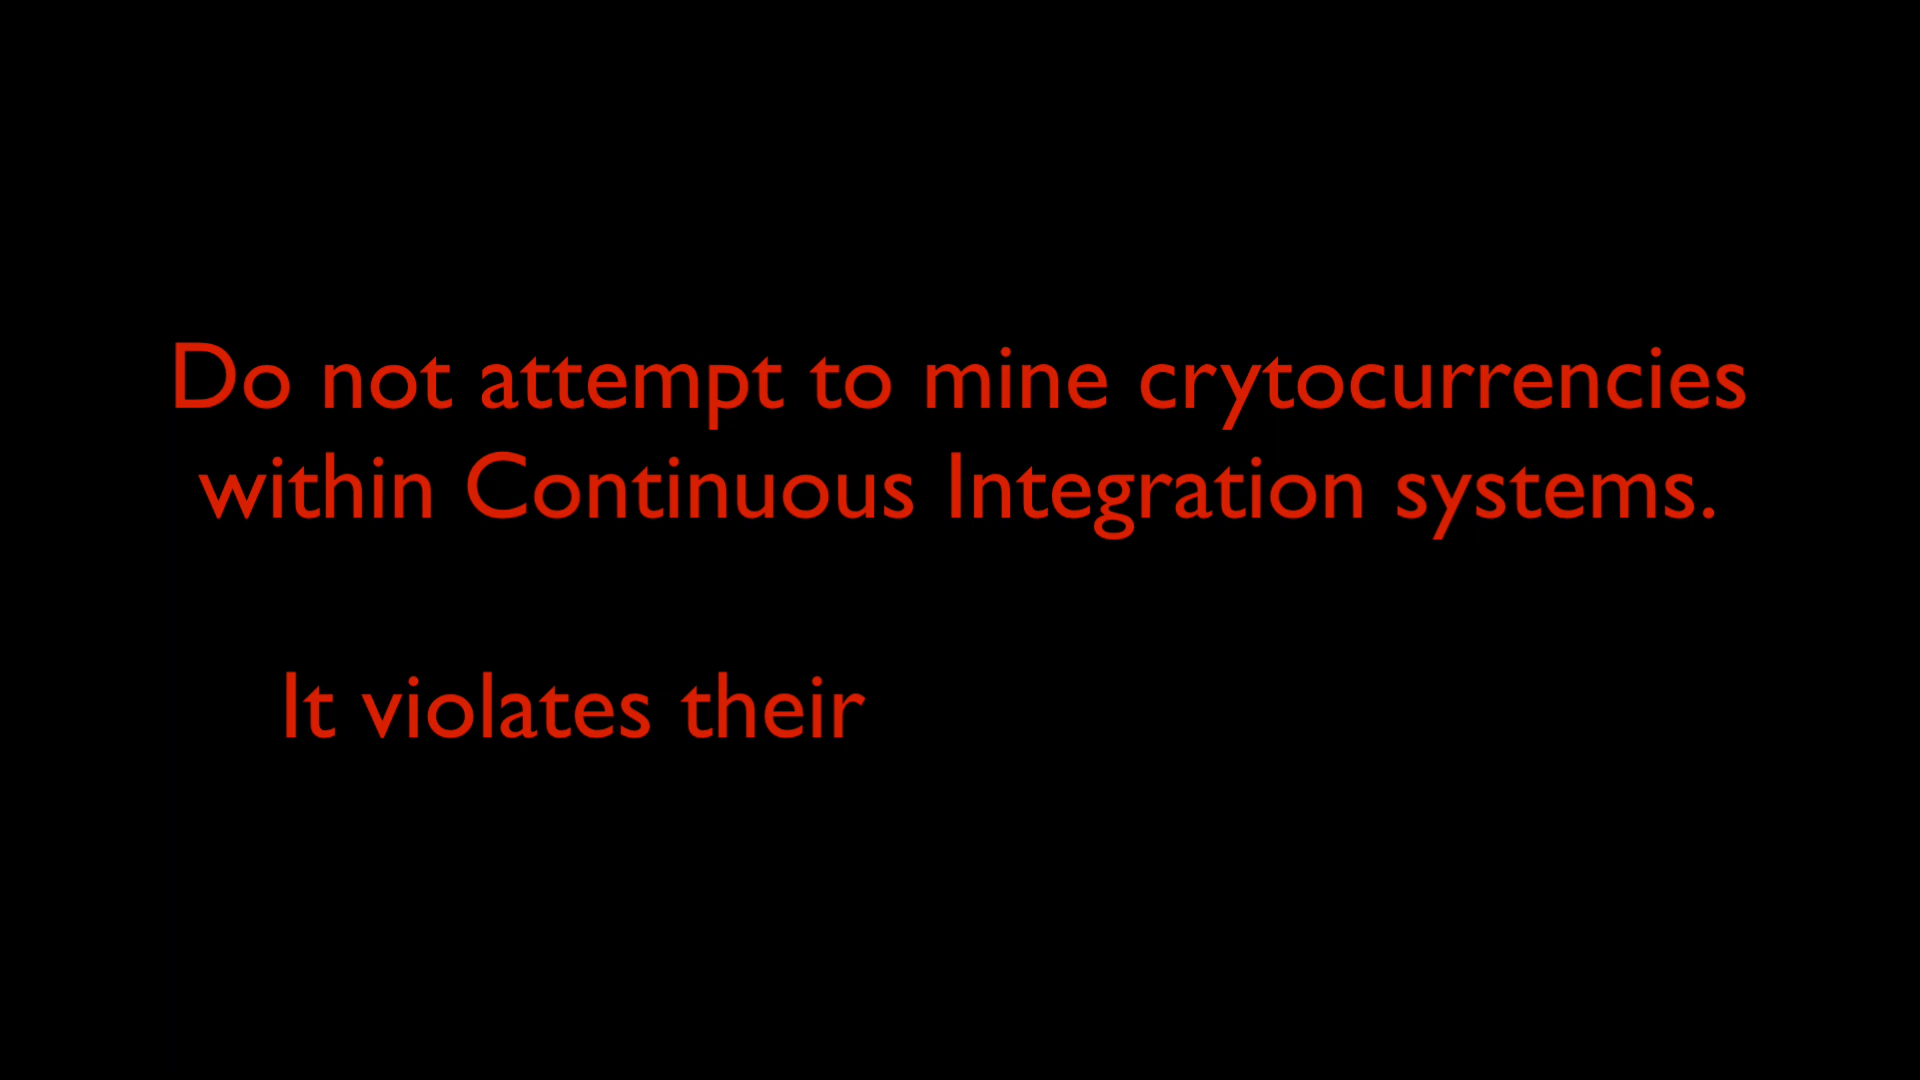 Do not attempt to mine crytocurrencies
within Continuous Integration systems.
It violates their